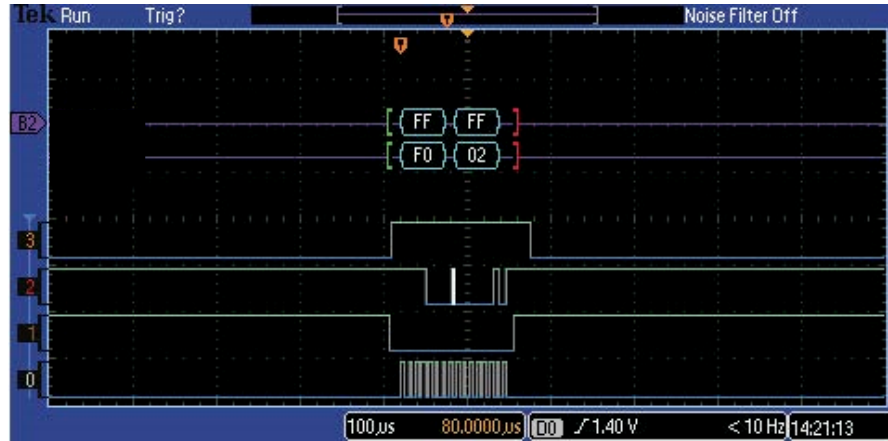 Tek Run Trig? Noise Filter Off
B2 FF FF
F0 02
3
2
1
0
100µs 80.0000µs D0 1.40 V < 10 Hz 14:21:13